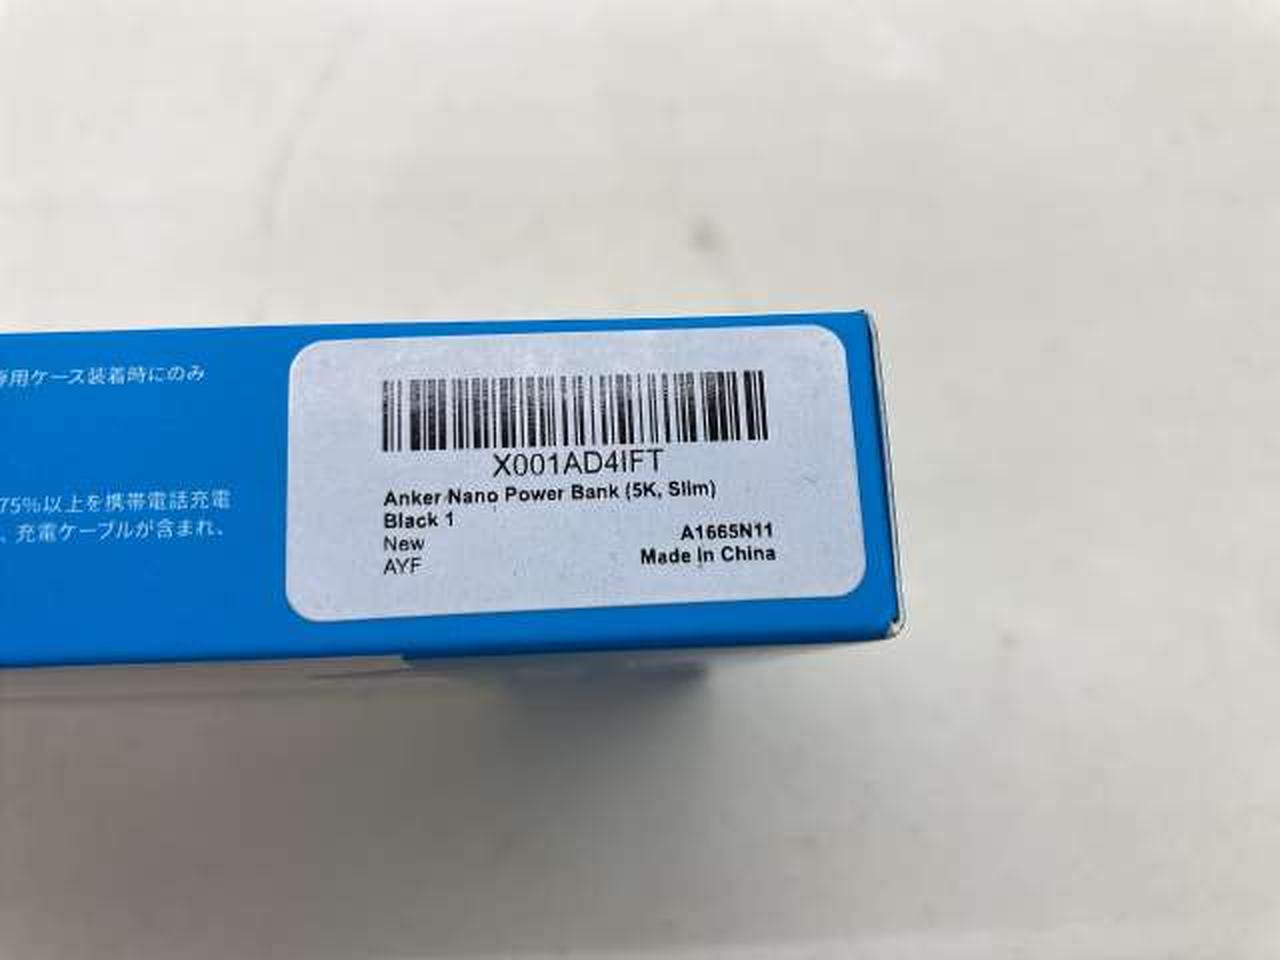 専用ケース装着時にのみ
75%以上を携帯電話充電
、充電ケーブルが含まれ、
X001AD4IFT
Anker Nano Power Bank (5K, Slim)
Black 1
New
AYF
A1665N11
Made in China